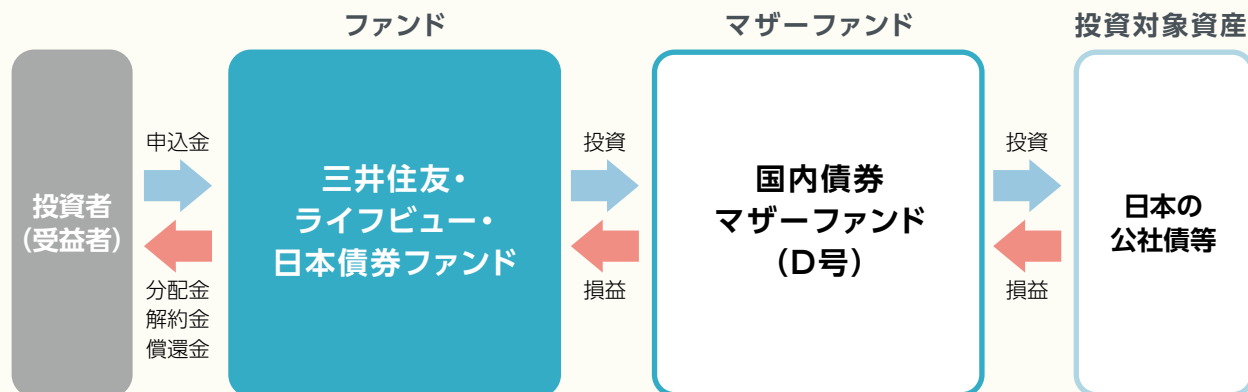 ファンド
マザーファンド
投資対象資産
投資者
(受益者)
申込金
分配金
解約金
償還金
三井住友・
ライフビュー・
日本債券ファンド
投資
損益
国内債券
マザーファンド
(D号)
投資
損益
日本の
公社債等